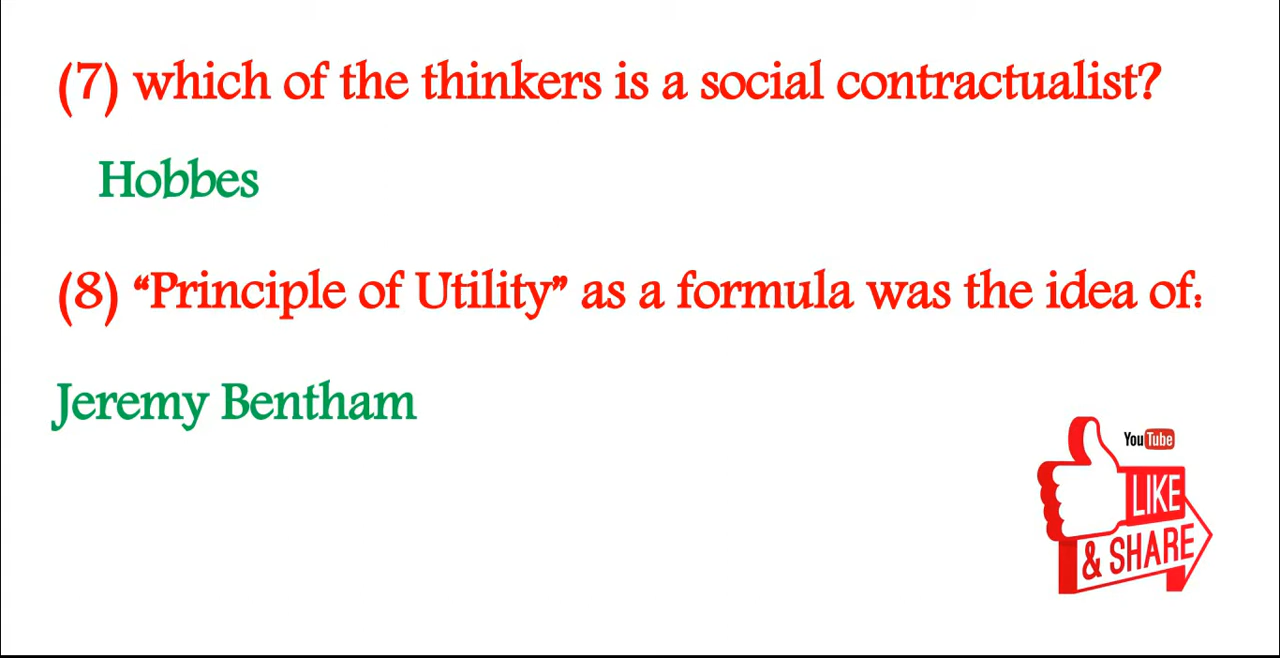 (7) which of the thinkers is a social contractualist?
Hobbes
(8) “Principle of Utility” as a formula was the idea of:
Jeremy Bentham
YouTube
LIKE
& SHARE